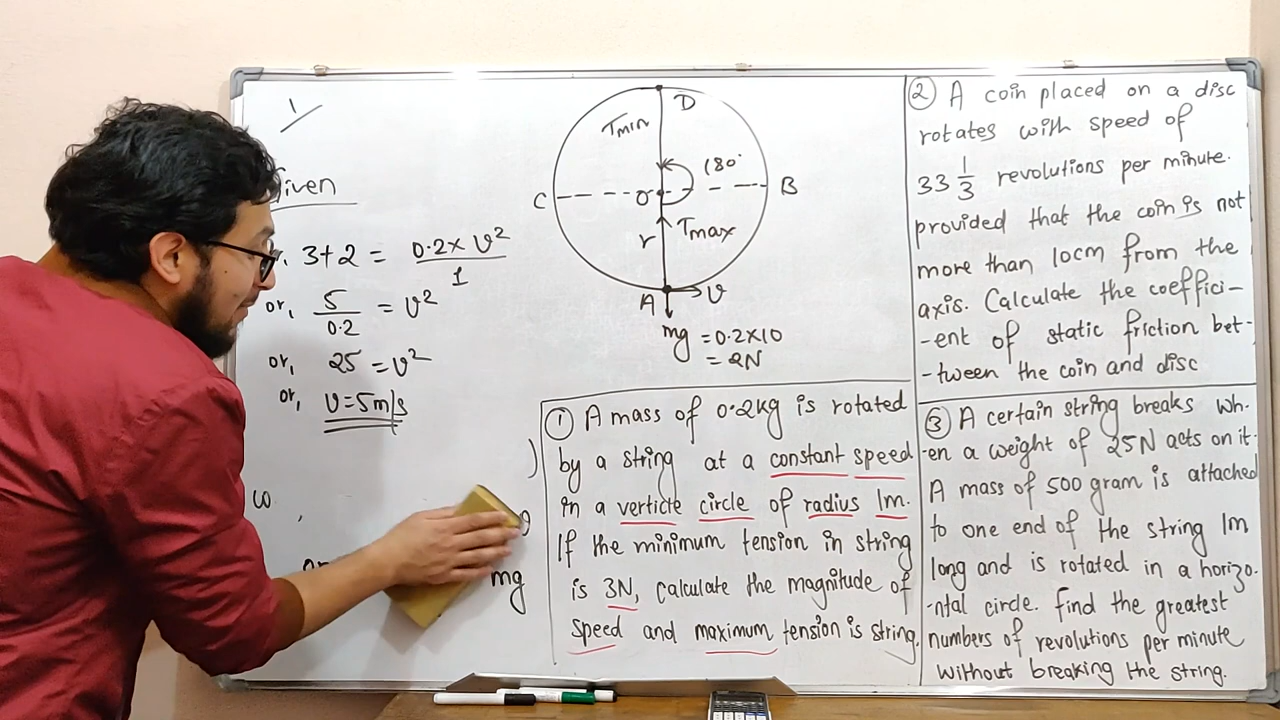 1
Given
3+2 = 0.2×v² / 1
or, 5 / 0.2 = v²
or, 25 = v²
or, v=5m/s
ω
mg
D
Tmin
180°
C
O
B
r
Tmax
A
v
mg =0.2×10
=2N
① A mass of 0.2kg is rotated
by a string at a constant speed
in a verticle circle of radius 1m.
If the minimum tension in string
is 3N, calculate the magnitude of
speed and maximum tension is string.
② A coin placed on a disc
rotates with speed of
33 1/3 revolutions per minute.
provided that the coin is not
more than 10cm from the
axis. Calculate the coeffici-
-ent of static friction bet-
-tween the coin and disc
③ A certain string breaks wh-
-en a weight of 25N acts on it.
A mass of 500 gram is attached
to one end of the string 1m
long and is rotated in a horizo-
-ntal circle. find the greatest
numbers of revolutions per minute
without breaking the string.